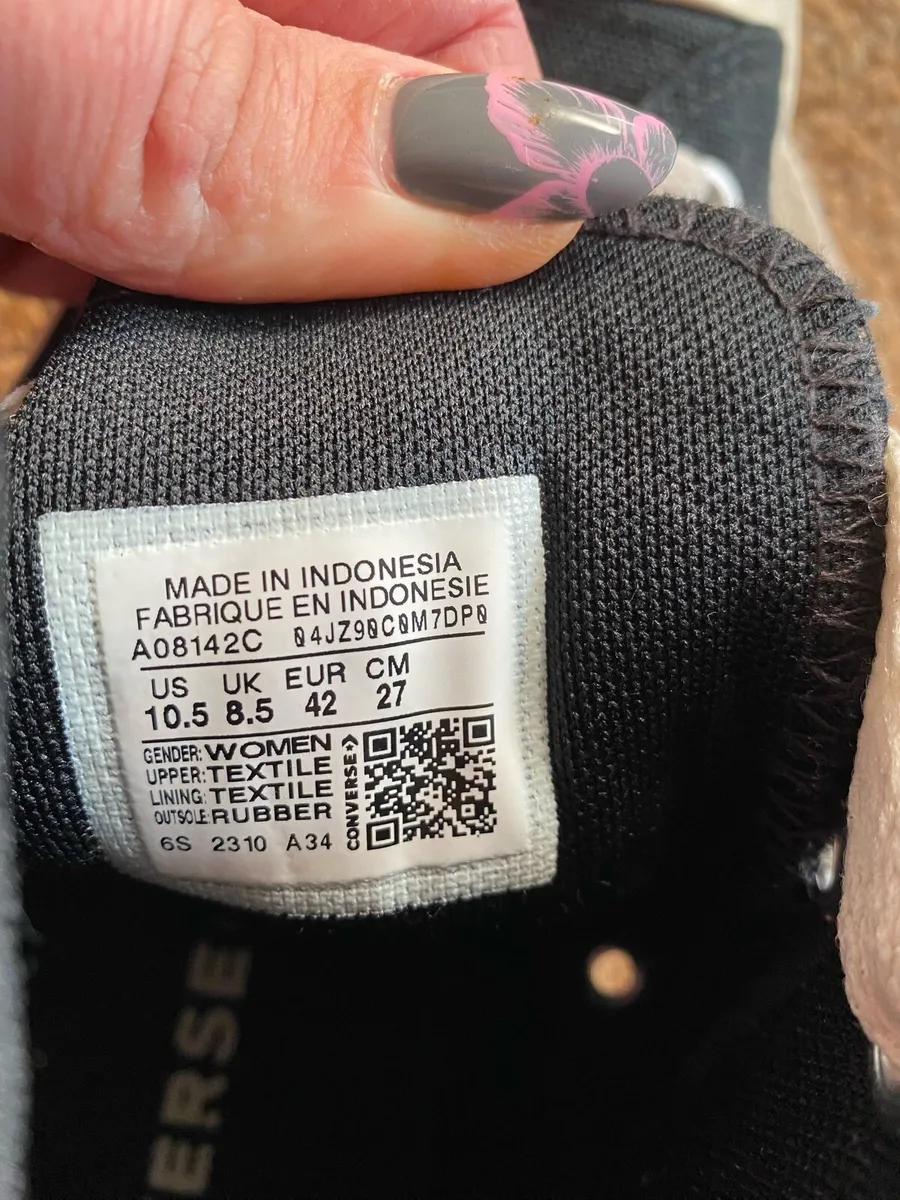 MADE IN INDONESIA
FABRIQUE EN INDONESIE
A08142C 04JZ90C0M7DP0
US UK EUR CM
10.5 8.5 42 27
GENDER: WOMEN
UPPER: TEXTILE
LINING: TEXTILE
OUTSOLE: RUBBER
6S 2310 A34
CONVERSE
ERSE